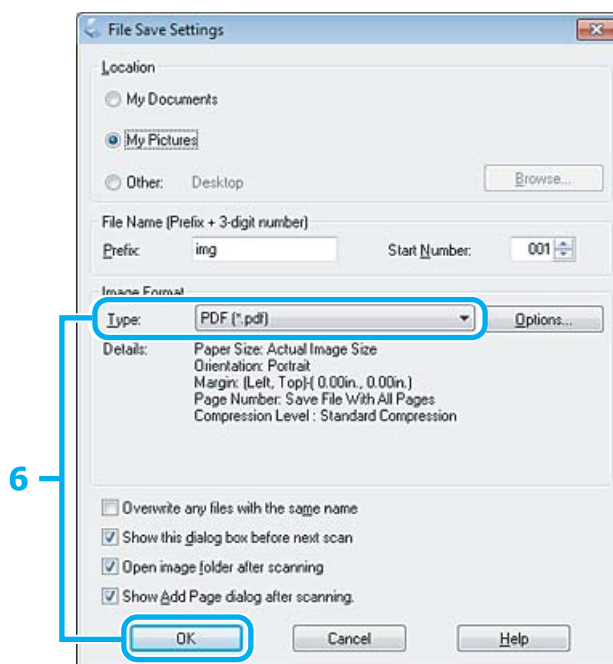 File Save Settings
Location
My Documents
My Pictures
Other: Desktop Browse...
File Name (Prefix + 3-digit number)
Prefix: img Start Number: 001
Image Format
Type: PDF (*.pdf) Options...
Details: Paper Size: Actual Image Size
Orientation: Portrait
Margin: (Left, Top)-( 0.00in., 0.00in.)
Page Number: Save File With All Pages
Compression Level : Standard Compression
6
Overwrite any files with the same name
Show this dialog box before next scan
Open image folder after scanning
Show Add Page dialog after scanning.
OK Cancel Help